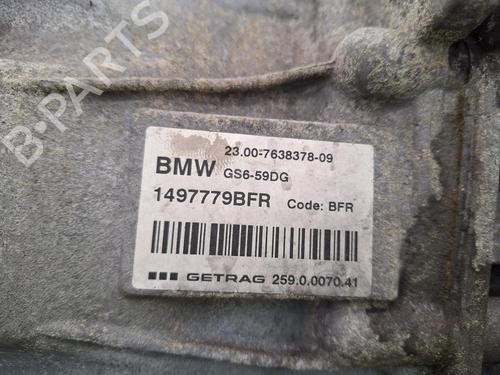 B-PARTS
23.00-7638378-09
BMW GS6-59DG
1497779BFR Code: BFR
GETRAG 259.0.0070.41